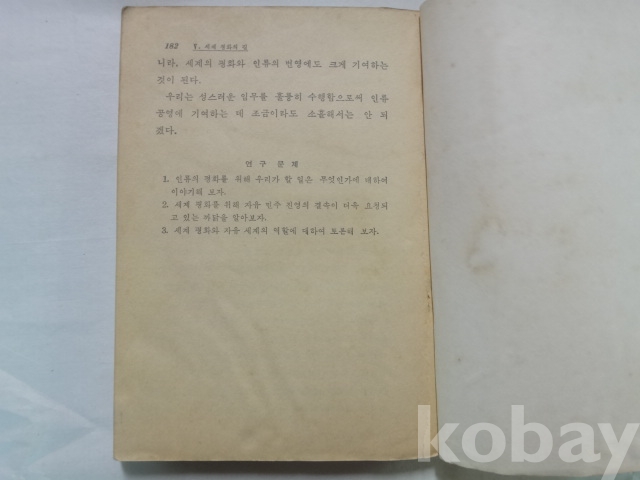 182 Ⅴ. 세계 평화의 길
니라, 세계의 평화와 인류의 번영에도 크게 기여하는
것이 된다.
우리는 성스러운 임무를 훌륭히 수행함으로써 인류
공영에 기여하는 데 조금이라도 소홀해서는 안 되
겠다.
연 구 문 제
1. 인류의 평화를 위해 우리가 할 일은 무엇인가에 대하여
이야기해 보자.
2. 세계 평화를 위해 자유 민주 진영의 결속이 더욱 요청되
고 있는 까닭을 알아보자.
3. 세계 평화와 자유 세계의 역할에 대하여 토론해 보자.
kobay